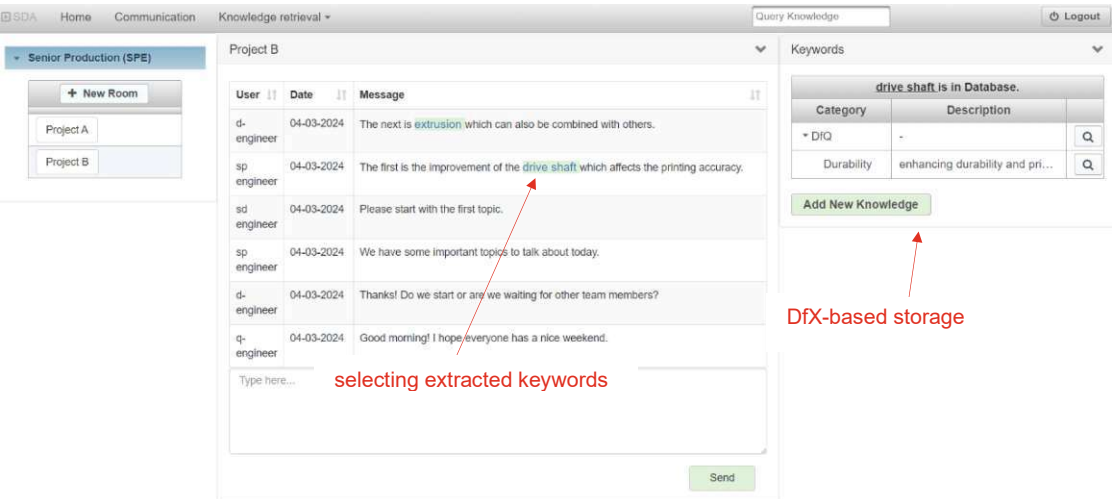 SDA Home Communication Knowledge retrieval Query Knowledge Logout
Senior Production (SPE)
+ New Room
Project A
Project B
Project B
User Date Message
d-engineer 04-03-2024 The next is extrusion which can also be combined with others.
sp engineer 04-03-2024 The first is the improvement of the drive shaft which affects the printing accuracy.
sd engineer 04-03-2024 Please start with the first topic.
sp engineer 04-03-2024 We have some important topics to talk about today.
d-engineer 04-03-2024 Thanks! Do we start or are we waiting for other team members?
q-engineer 04-03-2024 Good morning! I hope everyone has a nice weekend.
Type here...
selecting extracted keywords
Send
Keywords
drive shaft is in Database.
Category Description
DfQ -
Durability enhancing durability and pri...
Add New Knowledge
DfX-based storage